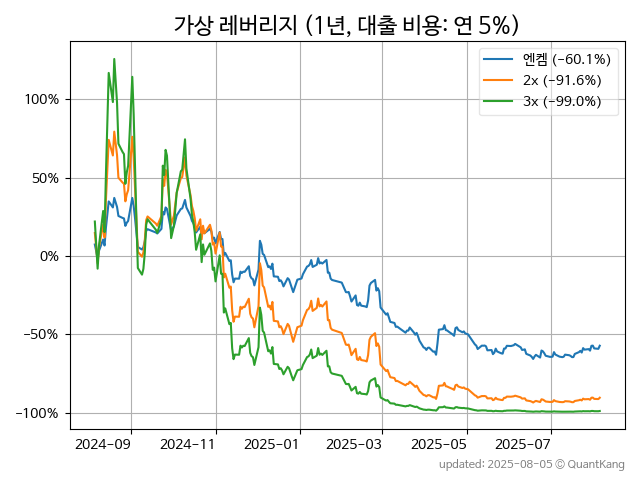 가상 레버리지 (1년, 대출 비용: 연 5%)
엔켐 (-60.1%)
2x (-91.6%)
3x (-99.0%)
100%
50%
0%
-50%
-100%
2024-09 2024-11 2025-01 2025-03 2025-05 2025-07
updated: 2025-08-05 © QuantKang